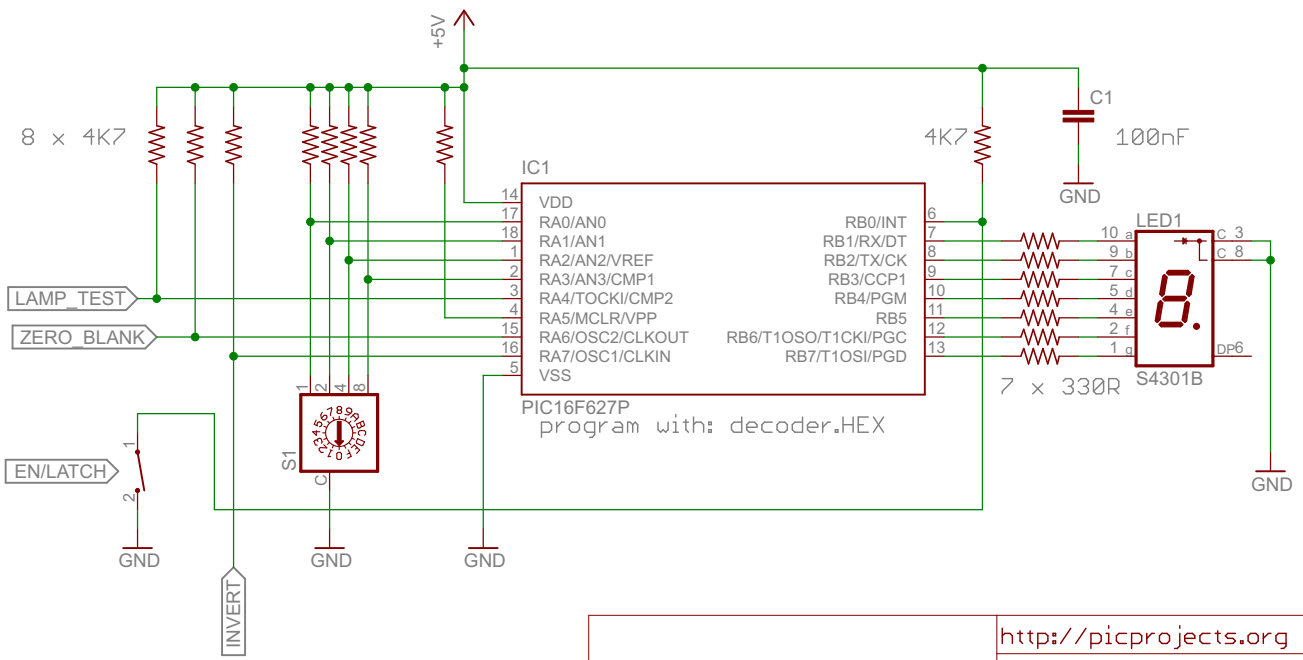 +5V
8 x 4K7
4K7
C1
100nF
GND
IC1
14 VDD
17 RA0/AN0
18 RA1/AN1
1 RA2/AN2/VREF
2 RA3/AN3/CMP1
3 RA4/TOCKI/CMP2
4 RA5/MCLR/VPP
15 RA6/OSC2/CLKOUT
16 RA7/OSC1/CLKIN
5 VSS
RB0/INT 6
RB1/RX/DT 7
RB2/TX/CK 8
RB3/CCP1 9
RB4/PGM 10
RB5 11
RB6/T1OSO/T1CKI/PGC 12
RB7/T1OSI/PGD 13
PIC16F627P
program with: decoder.HEX
7 x 330R
LED1
10 a
9 b
7 c
5 d
4 e
2 f
1 g
C 3
C 8
DP6
S4301B
GND
LAMP_TEST
ZERO_BLANK
EN/LATCH
1
2
GND
INVERT
S1
1 2 4 8
0123456789ABCDEF
C
GND
GND
http://picprojects.org